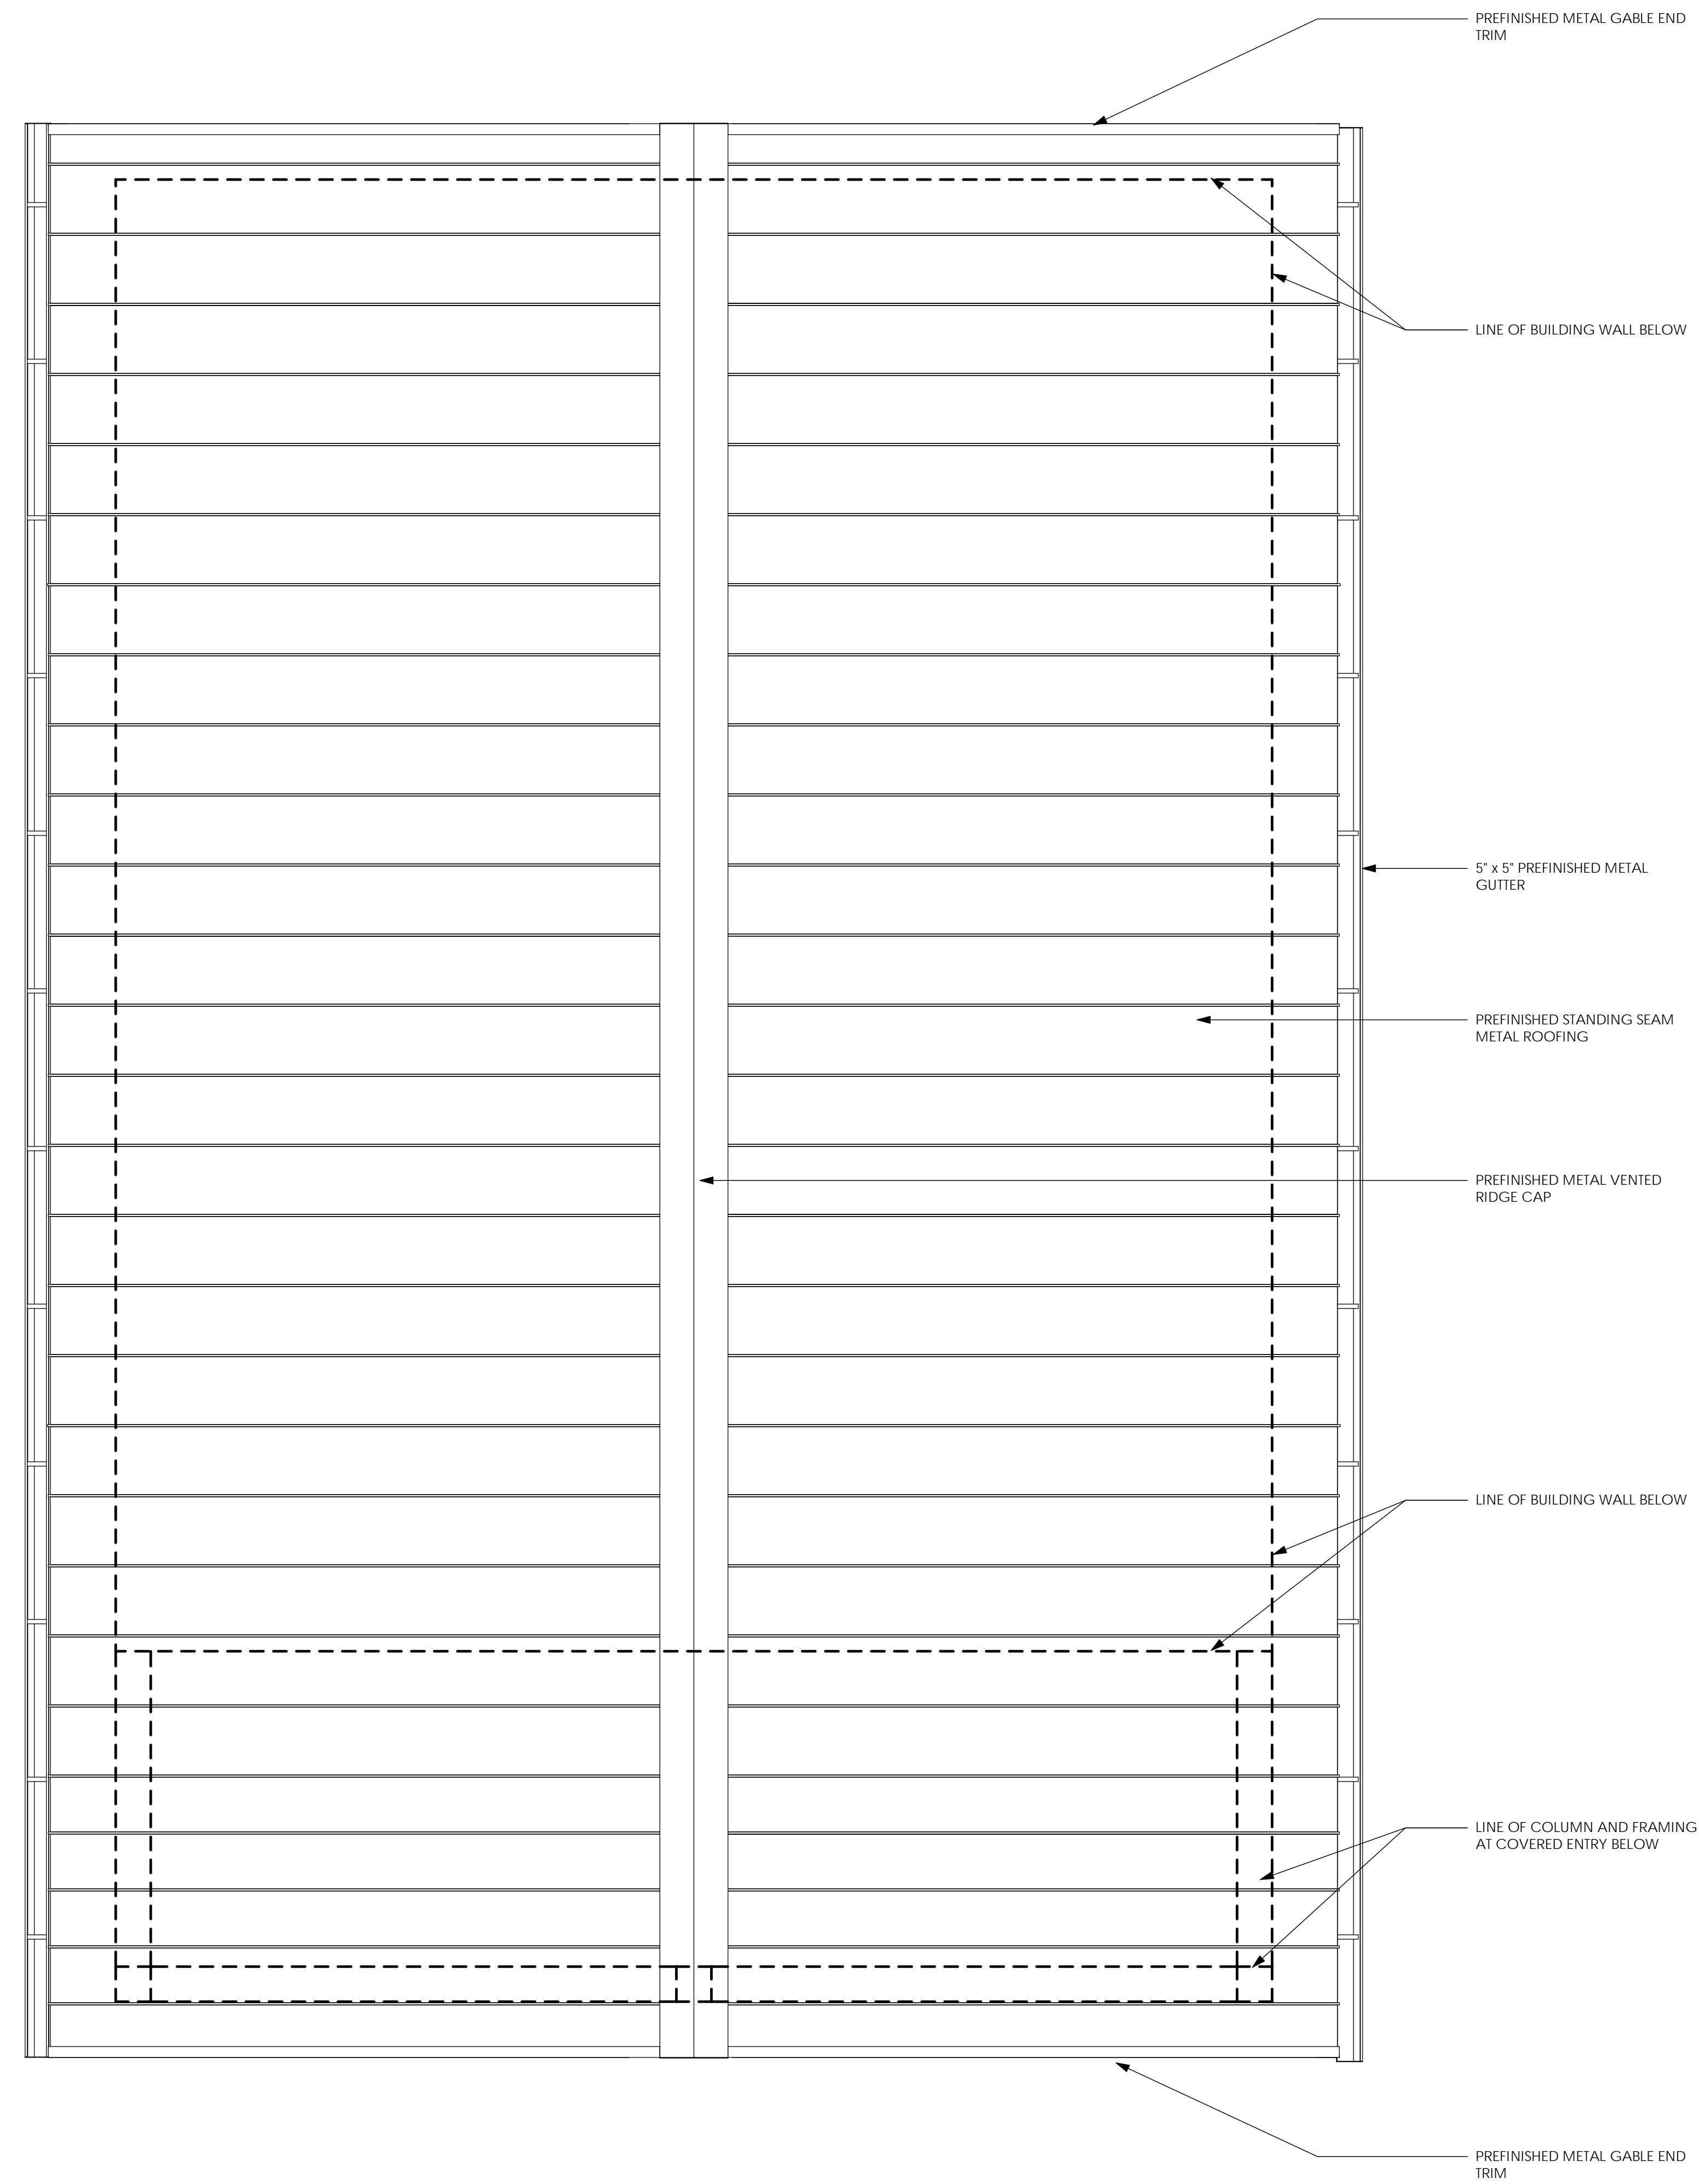 PREFINISHED METAL GABLE END
TRIM
LINE OF BUILDING WALL BELOW
5" x 5" PREFINISHED METAL
GUTTER
PREFINISHED STANDING SEAM
METAL ROOFING
PREFINISHED METAL VENTED
RIDGE CAP
LINE OF BUILDING WALL BELOW
LINE OF COLUMN AND FRAMING
AT COVERED ENTRY BELOW
PREFINISHED METAL GABLE END
TRIM